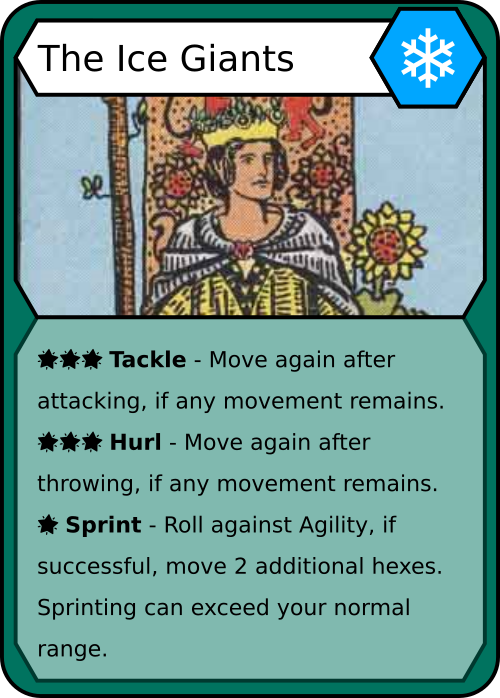 The Ice Giants
✷✷✷ Tackle - Move again after
attacking, if any movement remains.
✷✷✷ Hurl - Move again after
throwing, if any movement remains.
✷ Sprint - Roll against Agility, if
successful, move 2 additional hexes.
Sprinting can exceed your normal
range.